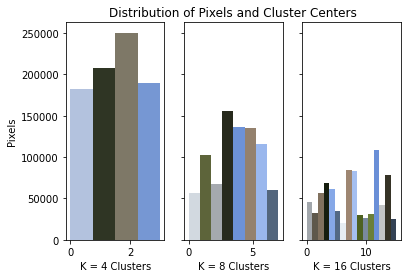 Distribution of Pixels and Cluster Centers
Pixels
250000
200000
150000
100000
50000
0
0 2
K = 4 Clusters
0 5
K = 8 Clusters
0 10
K = 16 Clusters